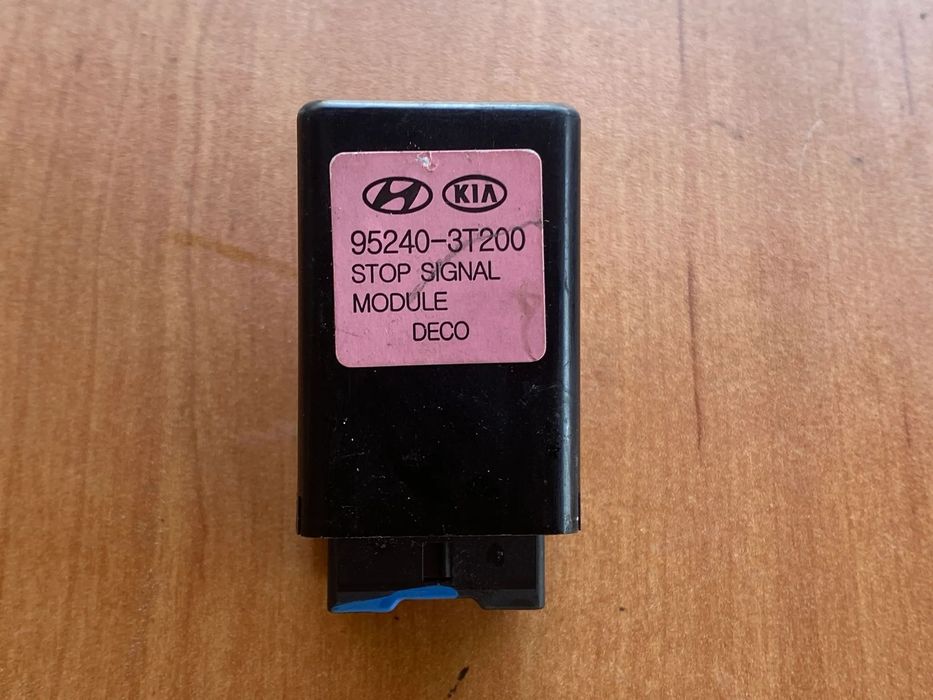 KIA
95240-3T200
STOP SIGNAL
MODULE
DECO